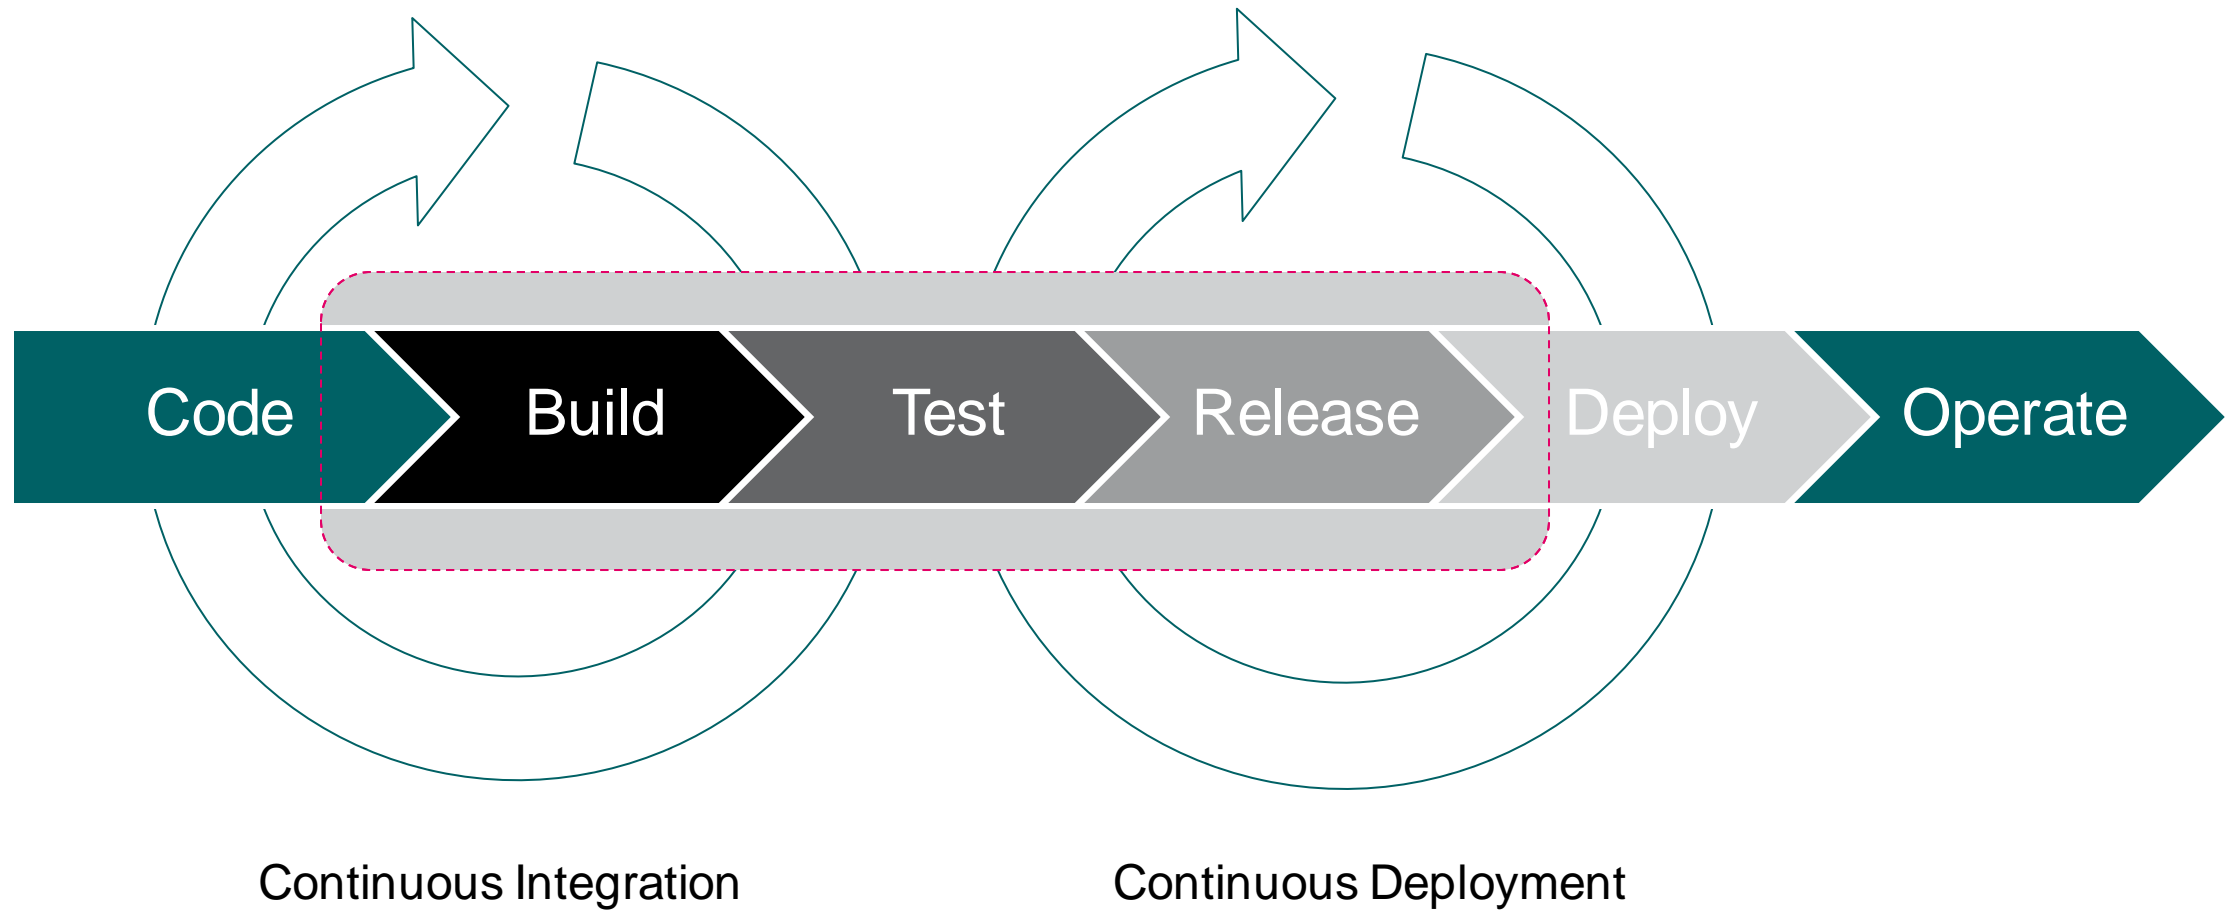 Code
Build
Test
Release
Deploy
Operate
Continuous Integration
Continuous Deployment